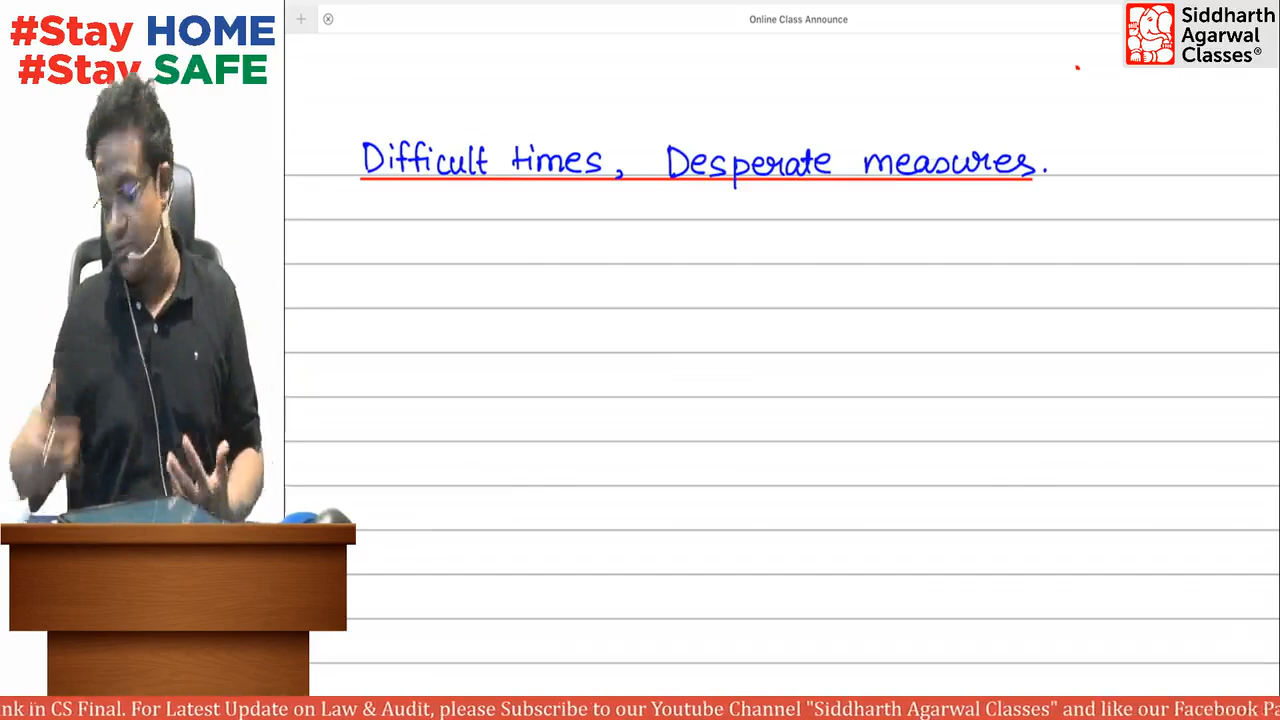 #Stay HOME
#Stay SAFE
Online Class Announce
Siddharth
Agarwal
Classes®
Difficult times, Desperate measures.
nk in CS Final. For Latest Update on Law & Audit, please Subscribe to our Youtube Channel "Siddharth Agarwal Classes" and like our Facebook Pa